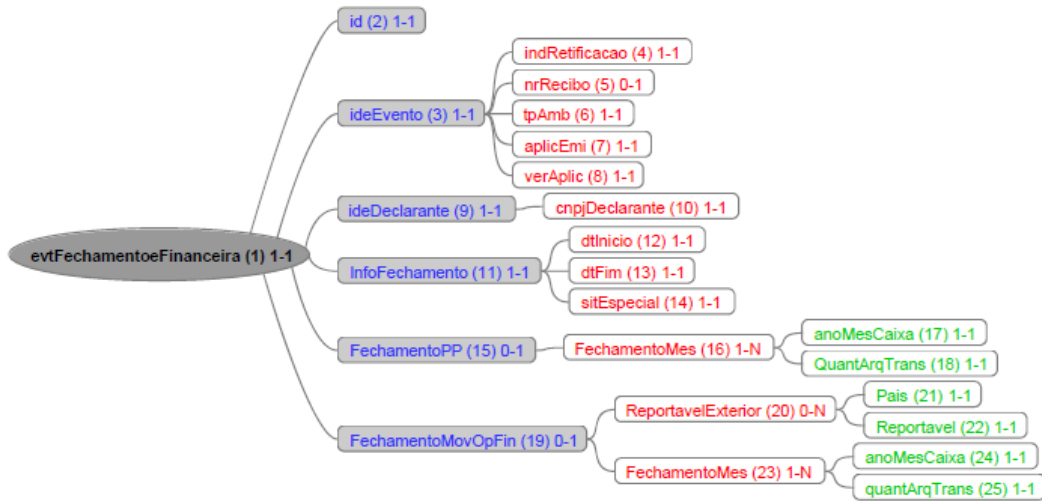 id (2) 1-1
indRetificacao (4) 1-1
nrRecibo (5) 0-1
ideEvento (3) 1-1
tpAmb (6) 1-1
aplicEmi (7) 1-1
verAplic (8) 1-1
ideDeclarante (9) 1-1
cnpjDeclarante (10) 1-1
evtFechamentoeFinanceira (1) 1-1
dtInicio (12) 1-1
InfoFechamento (11) 1-1
dtFim (13) 1-1
sitEspecial (14) 1-1
FechamentoPP (15) 0-1
FechamentoMes (16) 1-N
anoMesCaixa (17) 1-1
QuantArqTrans (18) 1-1
FechamentoMovOpFin (19) 0-1
ReportavelExterior (20) 0-N
Pais (21) 1-1
Reportavel (22) 1-1
FechamentoMes (23) 1-N
anoMesCaixa (24) 1-1
quantArqTrans (25) 1-1